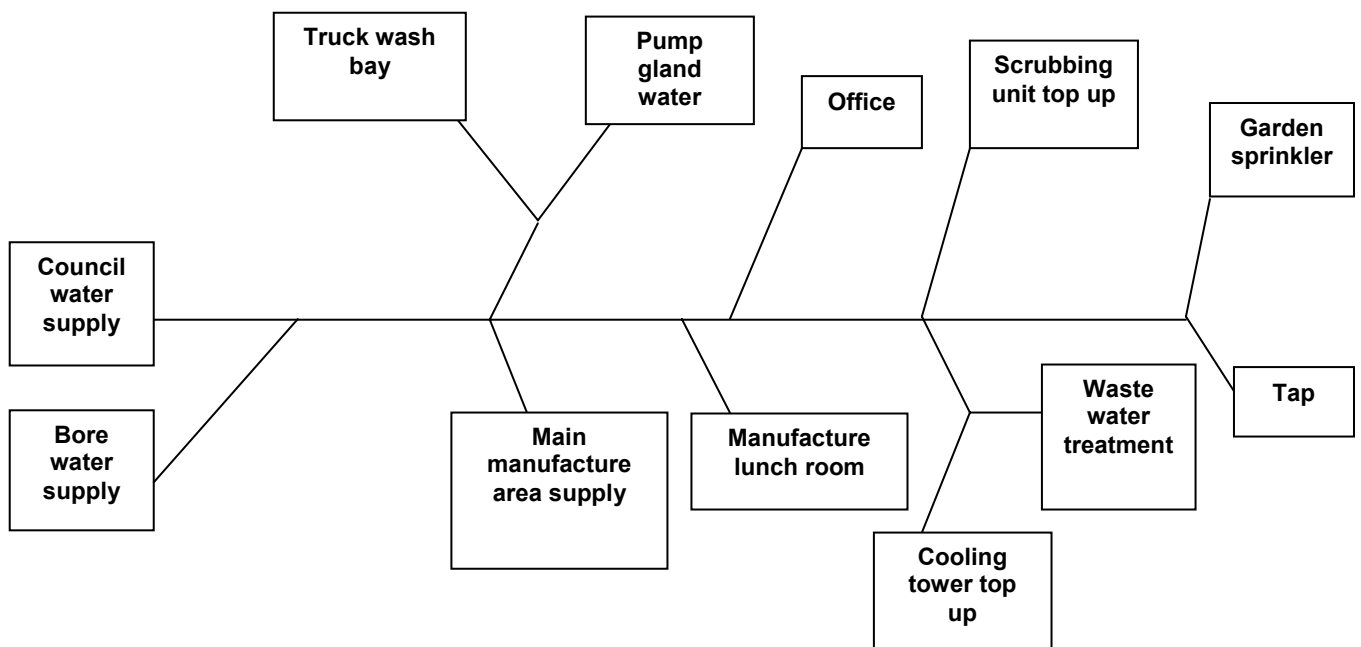 Truck wash
bay
Pump
gland
water
Office
Scrubbing
unit top up
Garden
sprinkler
Council
water
supply
Bore
water
supply
Main
manufacture
area supply
Manufacture
lunch room
Waste
water
treatment
Tap
Cooling
tower top
up